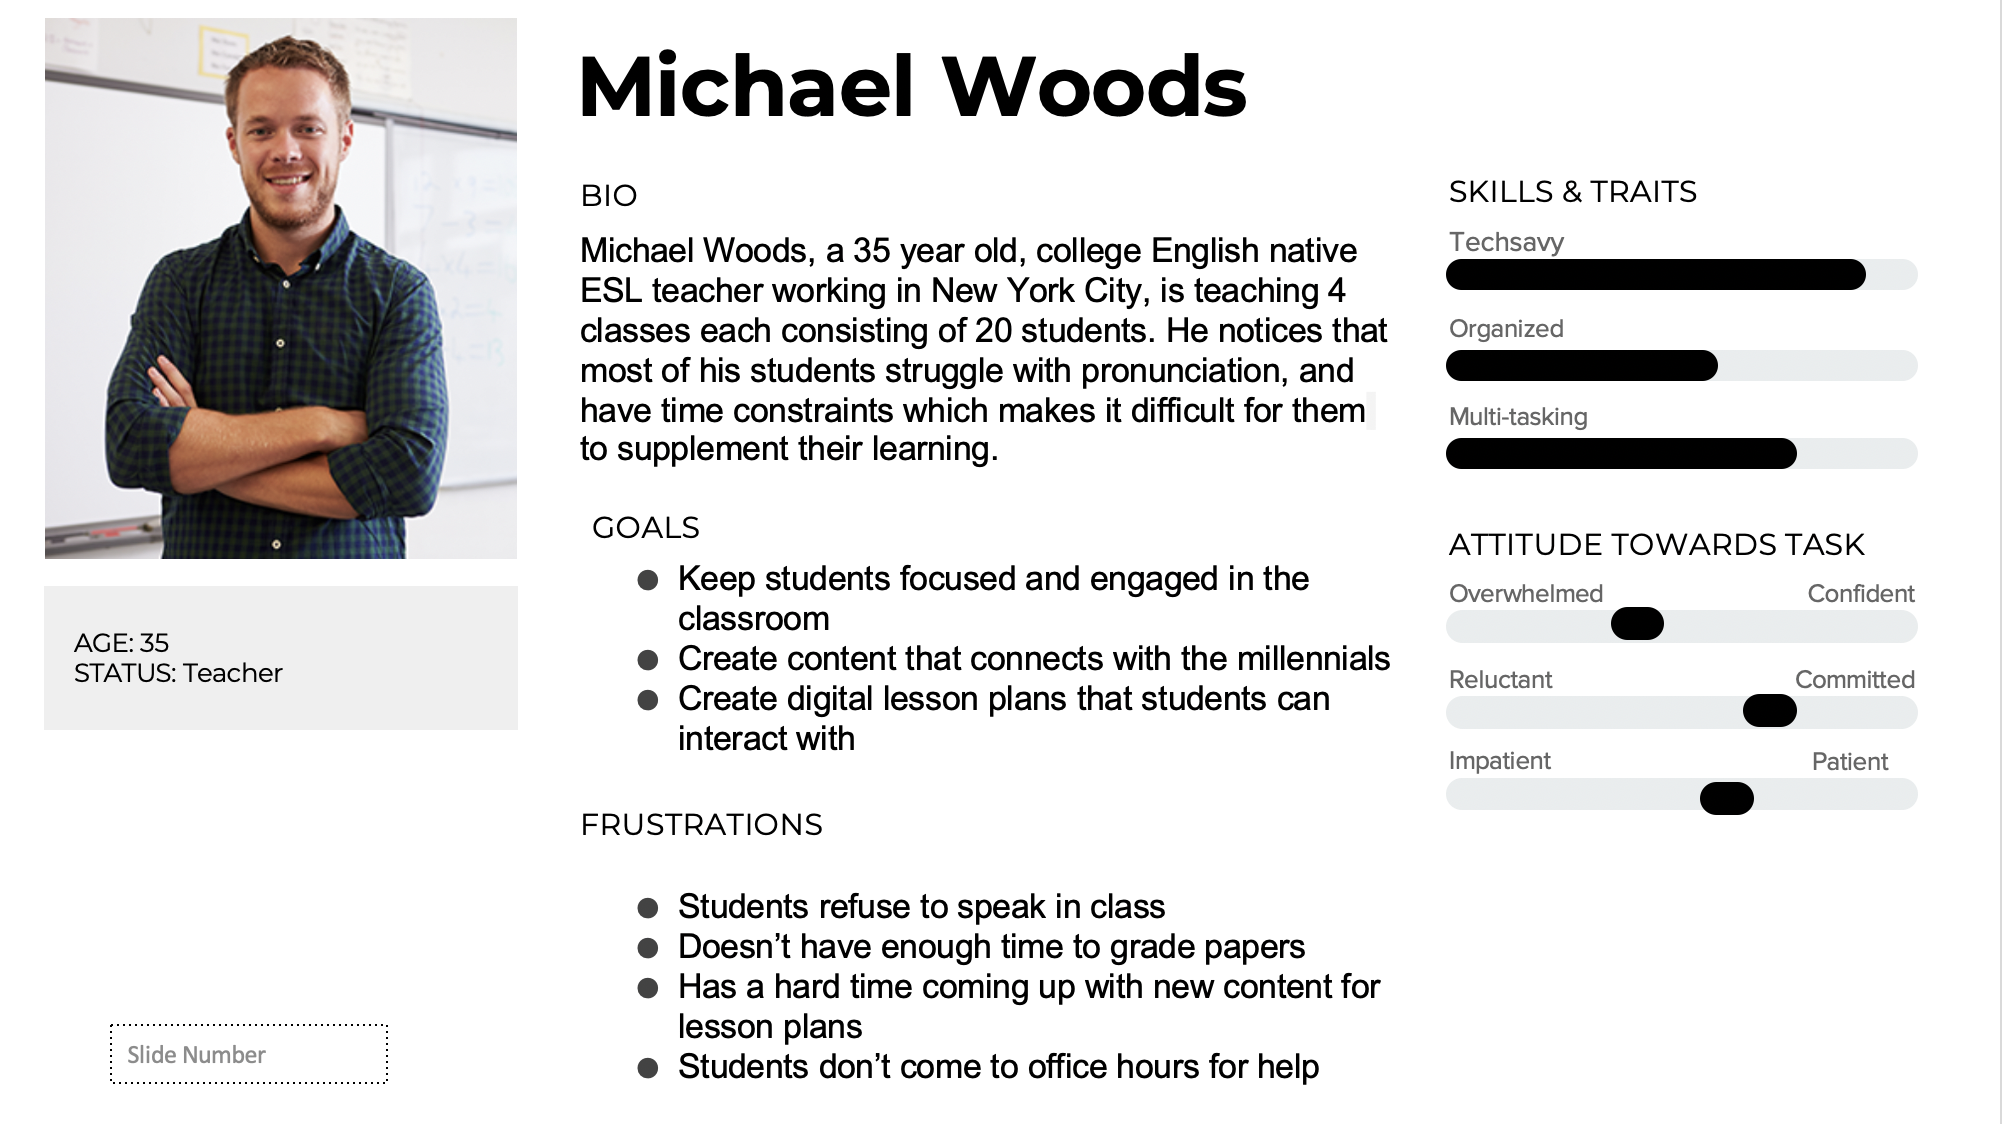 Michael Woods
BIO
Michael Woods, a 35 year old, college English native
ESL teacher working in New York City, is teaching 4
classes each consisting of 20 students. He notices that
most of his students struggle with pronunciation, and
have time constraints which makes it difficult for them
to supplement their learning.
GOALS
● Keep students focused and engaged in the
classroom
● Create content that connects with the millennials
● Create digital lesson plans that students can
interact with
FRUSTRATIONS
● Students refuse to speak in class
● Doesn’t have enough time to grade papers
● Has a hard time coming up with new content for
lesson plans
● Students don’t come to office hours for help
SKILLS & TRAITS
Techsavy
Organized
Multi-tasking
ATTITUDE TOWARDS TASK
Overwhelmed Confident
Reluctant Committed
Impatient Patient
AGE: 35
STATUS: Teacher
Slide Number